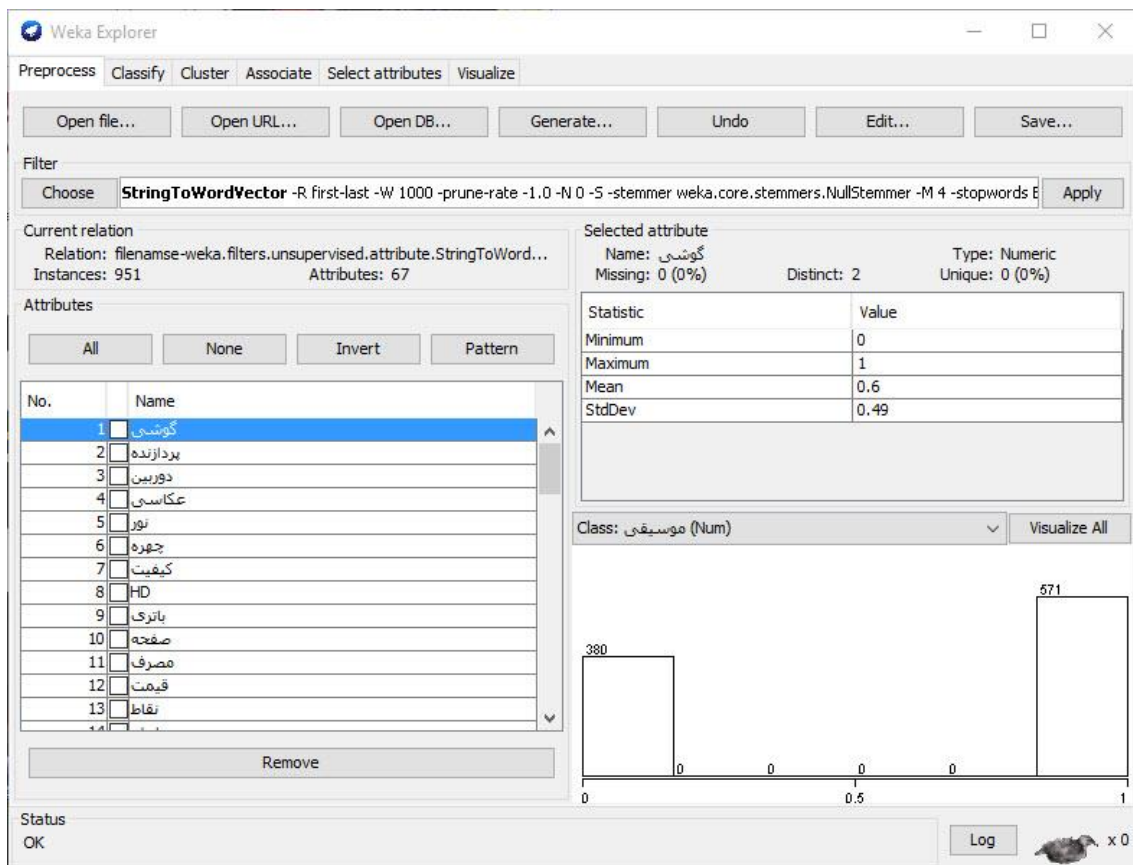 Weka Explorer
Preprocess Classify Cluster Associate Select attributes Visualize
Open file... Open URL... Open DB... Generate... Undo Edit... Save...
Filter
Choose StringToWordVector -R first-last -W 1000 -prune-rate -1.0 -N 0 -S -stemmer weka.core.stemmers.NullStemmer -M 4 -stopwords Apply
Current relation
Relation: filenamse-weka.filters.unsupervised.attribute.StringToWord...
Instances: 951 Attributes: 67
Attributes
All None Invert Pattern
No. Name
1 گوشی
2 پردازنده
3 دوربین
4 عکاسی
5 نور
6 چهره
7 کیفیت
8 HD
9 باتری
10 صفحه
11 مصرف
12 قیمت
13 نقاط
Remove
Selected attribute
Name: گوشی Type: Numeric
Missing: 0 (0%) Distinct: 2 Unique: 0 (0%)
Statistic Value
Minimum 0
Maximum 1
Mean 0.6
StdDev 0.49
Class: موسیقی (Num) Visualize All
571
380
0 0 0 0
0 0.5 1
Status
OK
Log x 0